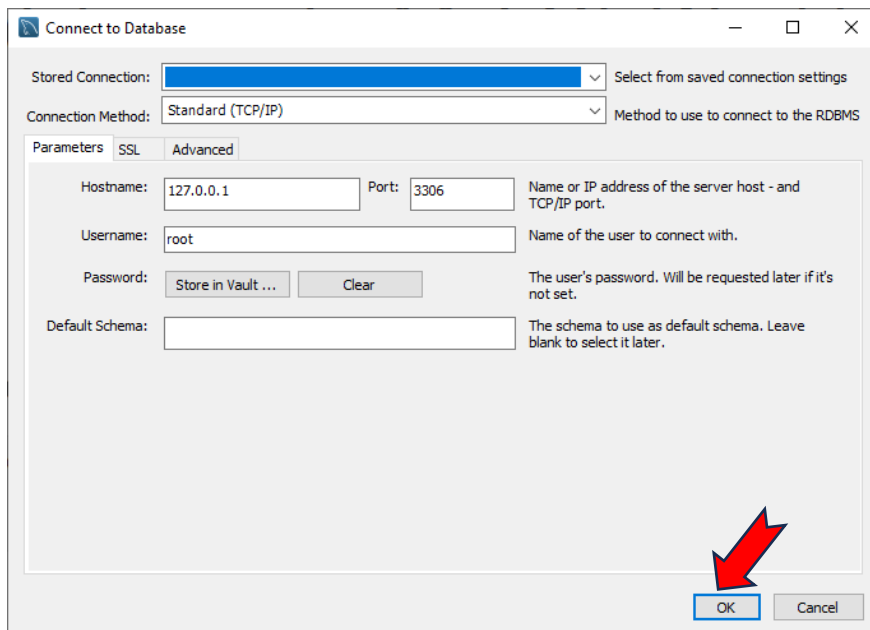 Connect to Database
Stored Connection: Select from saved connection settings
Connection Method: Standard (TCP/IP) Method to use to connect to the RDBMS
Parameters SSL Advanced
Hostname: 127.0.0.1 Port: 3306 Name or IP address of the server host - and
TCP/IP port.
Username: root Name of the user to connect with.
Password: Store in Vault ... Clear The user's password. Will be requested later if it's
not set.
Default Schema: The schema to use as default schema. Leave
blank to select it later.
OK Cancel